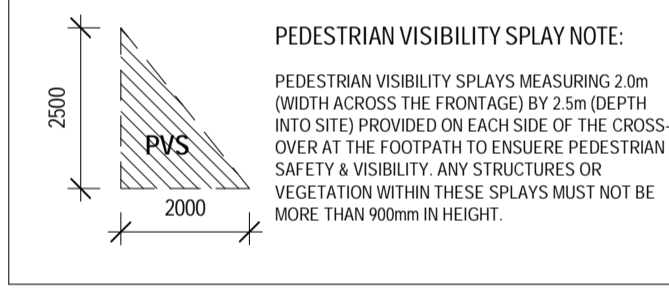 PEDESTRIAN VISIBILITY SPLAY NOTE:
PEDESTRIAN VISIBILITY SPLAYS MEASURING 2.0m
(WIDTH ACROSS THE FRONTAGE) BY 2.5m (DEPTH
INTO SITE) PROVIDED ON EACH SIDE OF THE CROSS-
OVER AT THE FOOTPATH TO ENSUERE PEDESTRIAN
SAFETY & VISIBILITY. ANY STRUCTURES OR
VEGETATION WITHIN THESE SPLAYS MUST NOT BE
MORE THAN 900mm IN HEIGHT.
2500
PVS
2000